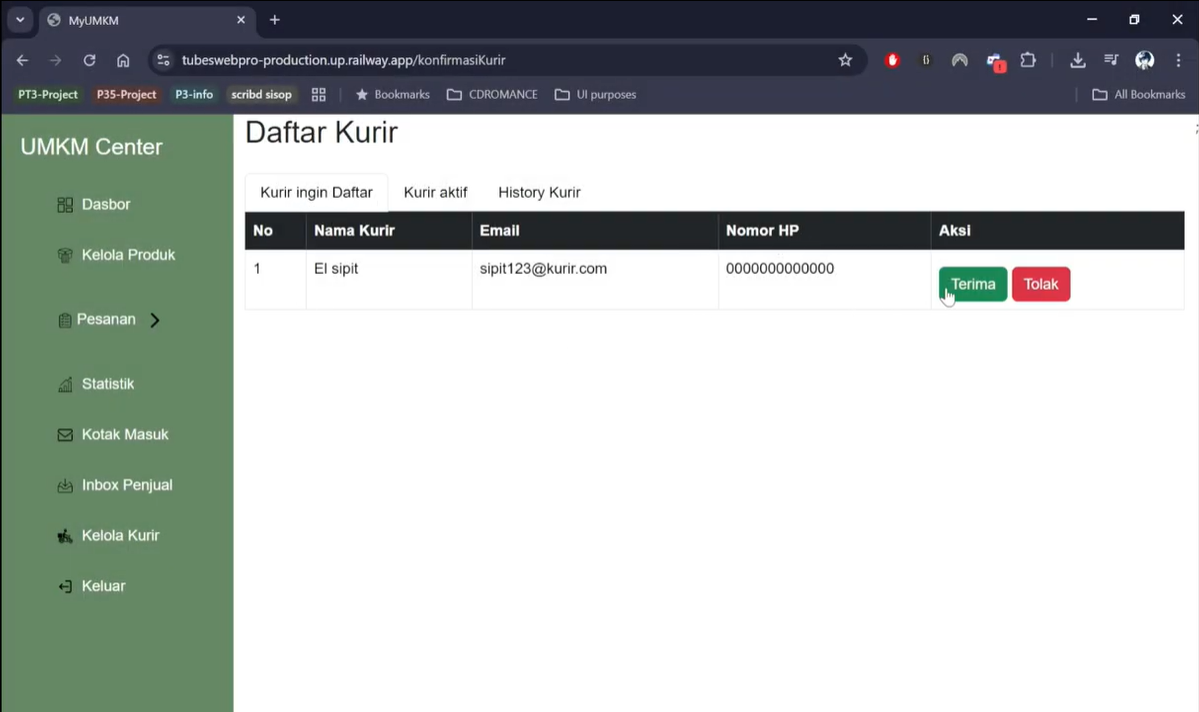 MyUMKM
tubeswebpro-production.up.railway.app/konfirmasiKurir
PT3-Project P35-Project P3-info scribd sisop Bookmarks CDROMANCE UI purposes All Bookmarks
UMKM Center
Dasbor
Kelola Produk
Pesanan
Statistik
Kotak Masuk
Inbox Penjual
Kelola Kurir
Keluar
Daftar Kurir
Kurir ingin Daftar Kurir aktif History Kurir
No Nama Kurir Email Nomor HP Aksi
1 El sipit sipit123@kurir.com 0000000000000 Terima Tolak